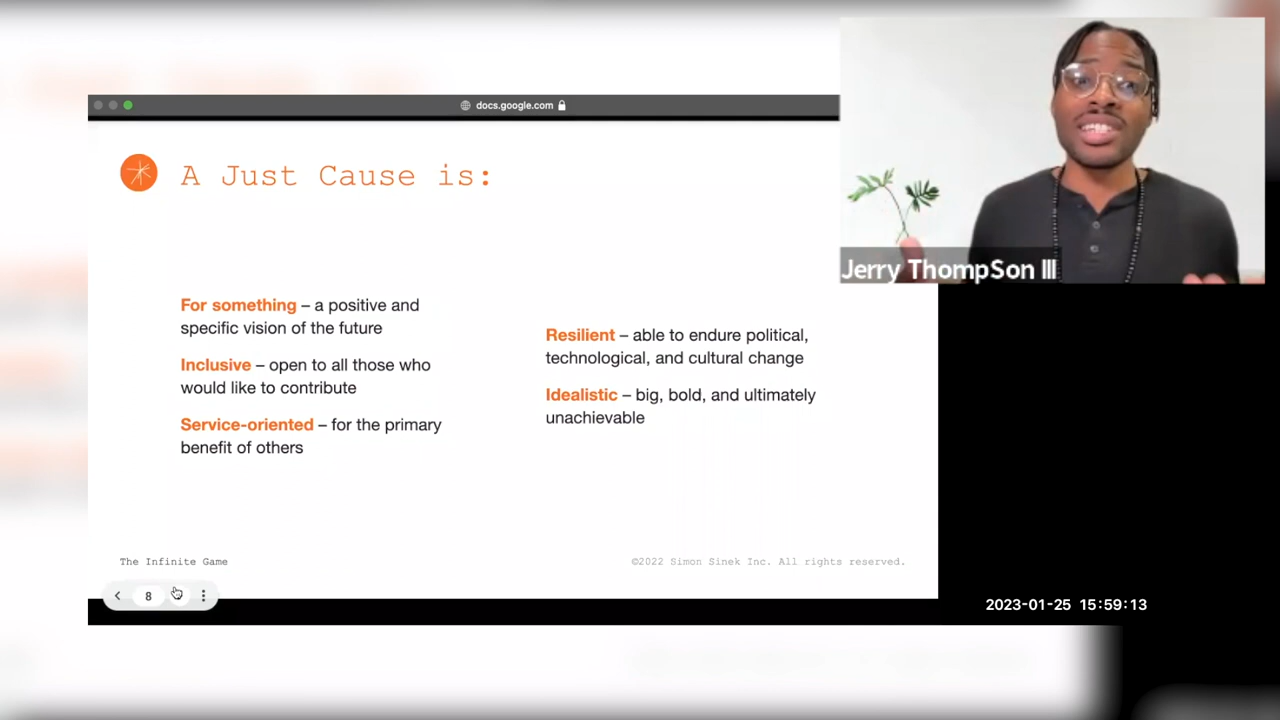 docs.google.com
A Just Cause is:
For something – a positive and
specific vision of the future
Inclusive – open to all those who
would like to contribute
Service-oriented – for the primary
benefit of others
Resilient – able to endure political,
technological, and cultural change
Idealistic – big, bold, and ultimately
unachievable
Jerry ThompSon III
The Infinite Game
©2022 Simon Sinek Inc. All rights reserved.
8
2023-01-25 15:59:13